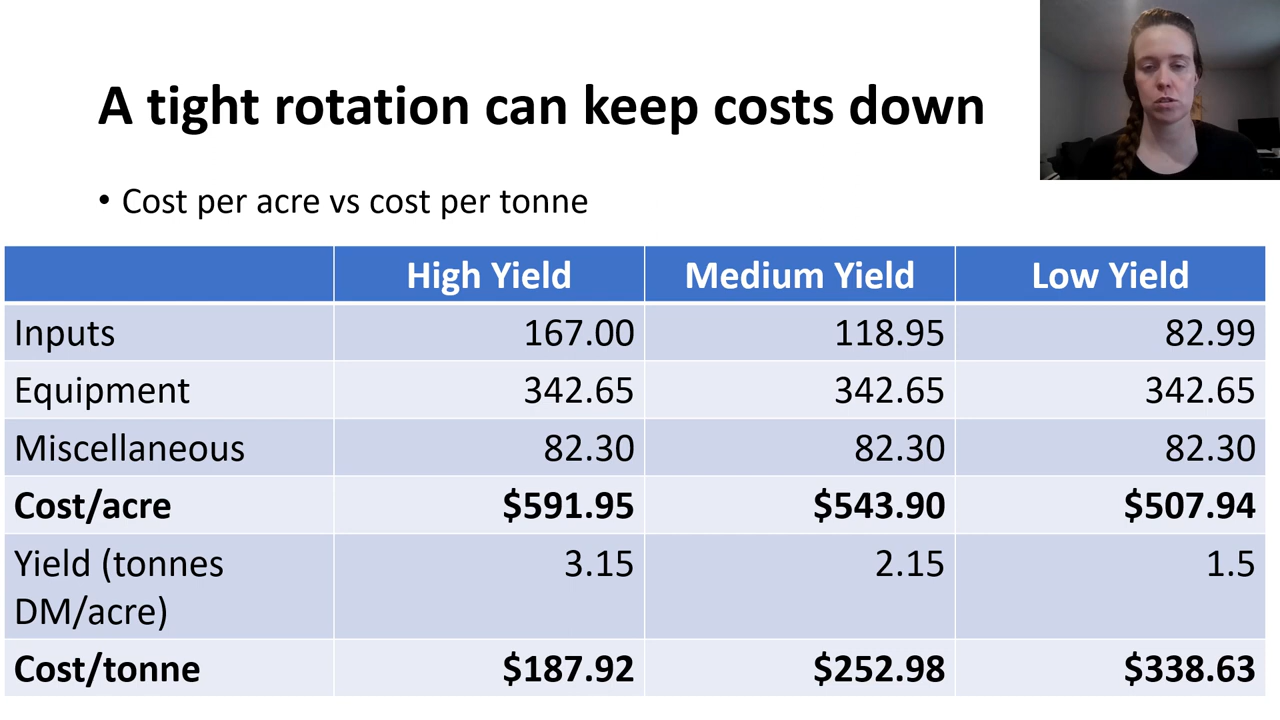 A tight rotation can keep costs down
• Cost per acre vs cost per tonne
High Yield Medium Yield Low Yield
Inputs 167.00 118.95 82.99
Equipment 342.65 342.65 342.65
Miscellaneous 82.30 82.30 82.30
Cost/acre $591.95 $543.90 $507.94
Yield (tonnes 3.15 2.15 1.5
DM/acre)
Cost/tonne $187.92 $252.98 $338.63